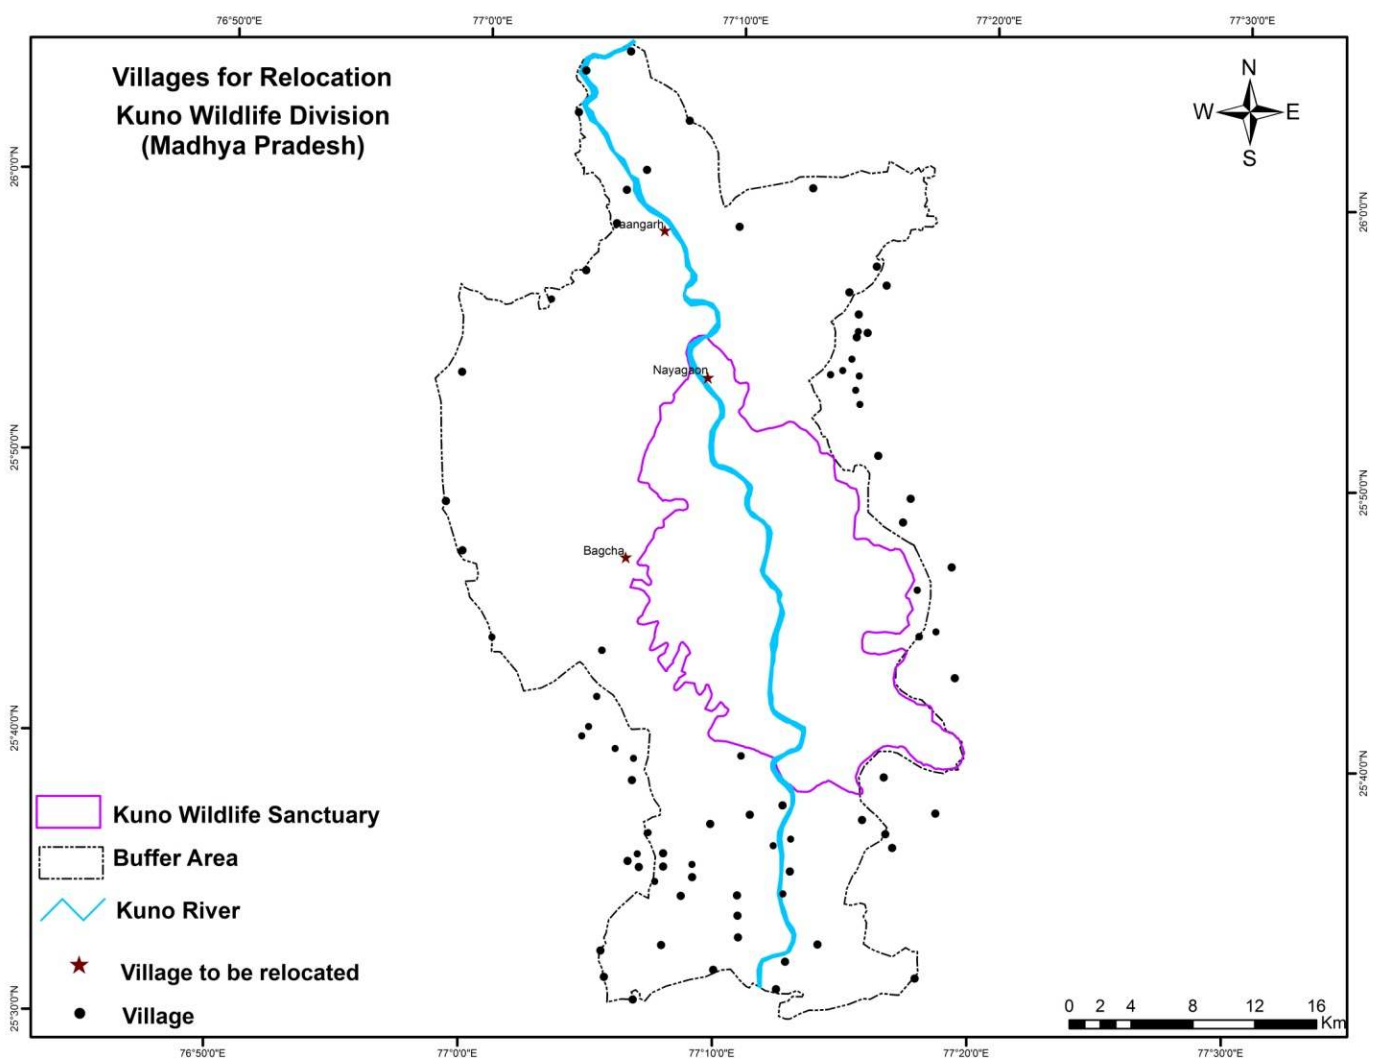 76°50'0"E 77°0'0"E 77°10'0"E 77°20'0"E 77°30'0"E
Villages for Relocation
Kuno Wildlife Division
(Madhya Pradesh)
N
W E
S
26°0'0"N
26°0'0"N
Nayagaon
25°50'0"N
25°50'0"N
Bagcha
25°40'0"N
25°40'0"N
Kuno Wildlife Sanctuary
Buffer Area
Kuno River
Village to be relocated
Village
25°30'0"N
0 2 4 8 12 16
Km
76°50'0"E 77°0'0"E 77°10'0"E 77°20'0"E 77°30'0"E